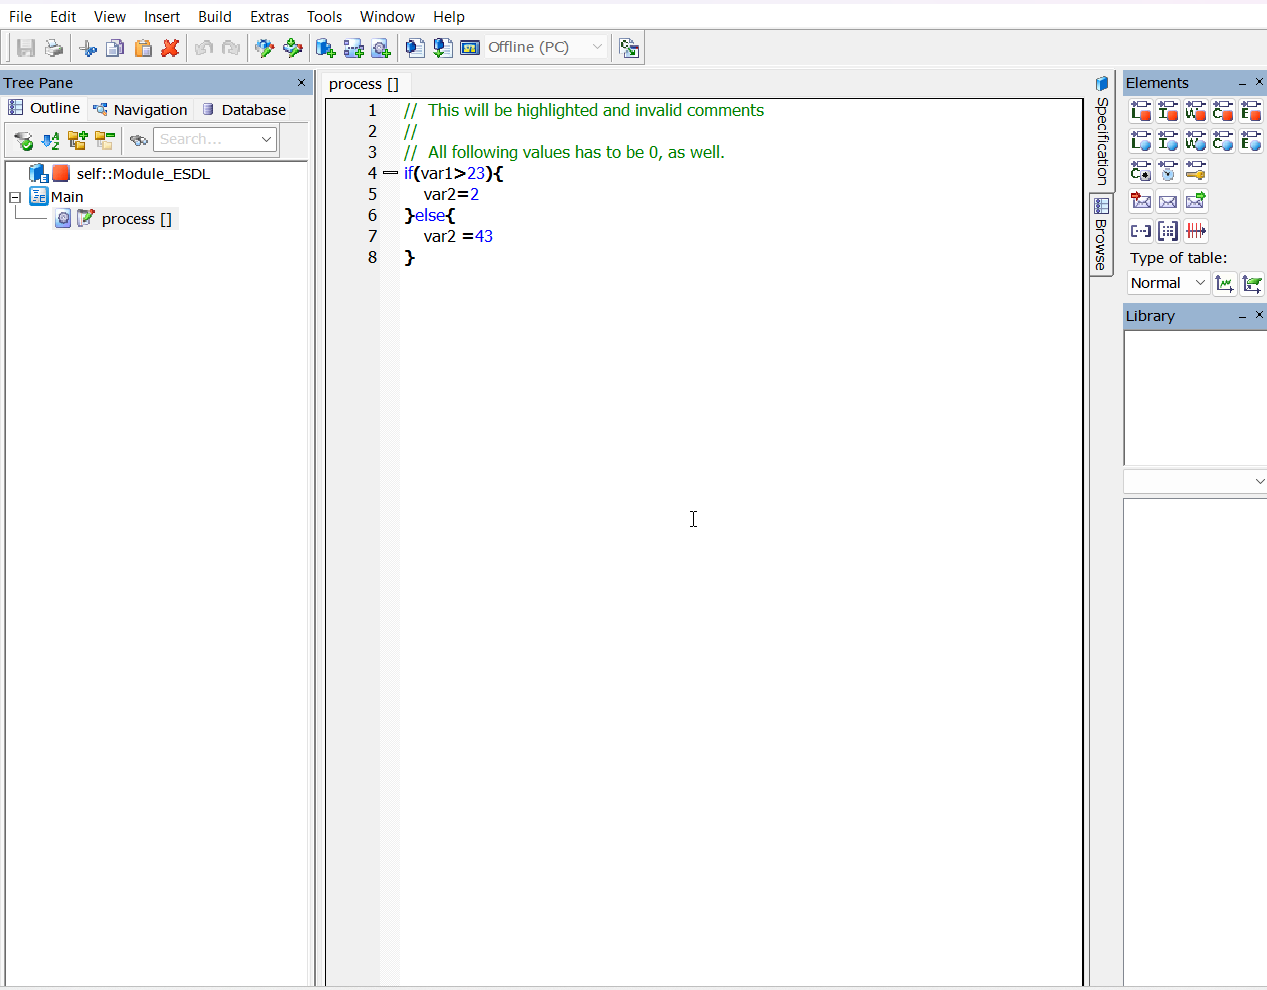 File Edit View Insert Build Extras Tools Window Help
Offline (PC)
Tree Pane
Outline Navigation Database
Search...
self::Module_ESDL
Main
process []
process []
1 // This will be highlighted and invalid comments
2 //
3 // All following values has to be 0, as well.
4 if(var1>23){
5 var2=2
6 }else{
7 var2 =43
8 }
Specification
Browse
Elements
Type of table:
Normal
Library